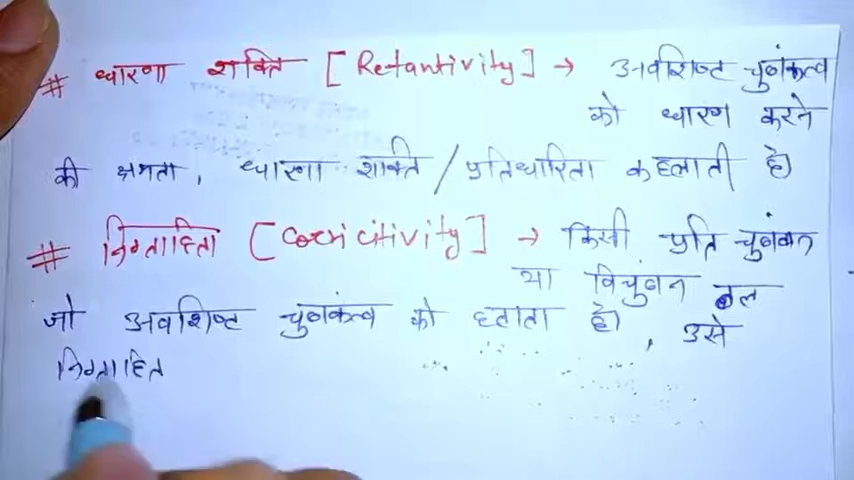 # धारणा शक्ति [Retantivity] → अवशिष्ट चुम्बकत्व
को धारण करने
की क्षमता, धारणा शक्ति / प्रतिधारिता कहलाती है।
# निग्राहिता [Coericitivity] → किसी प्रति चुम्बकन
या विचुंबन बल
जो अवशिष्ट चुम्बकत्व को हटाता है।, उसे
निग्राहित